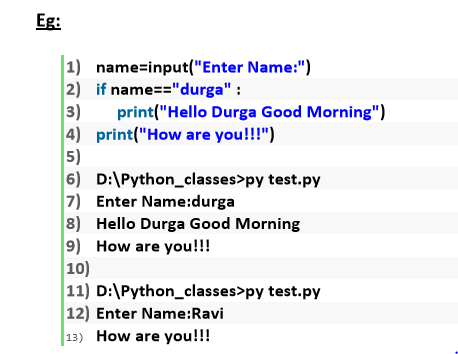 Eg:
1) name=input("Enter Name:")
2) if name=="durga" :
3) print("Hello Durga Good Morning")
4) print("How are you!!!")
5)
6) D:\Python_classes>py test.py
7) Enter Name:durga
8) Hello Durga Good Morning
9) How are you!!!
10)
11) D:\Python_classes>py test.py
12) Enter Name:Ravi
13) How are you!!!